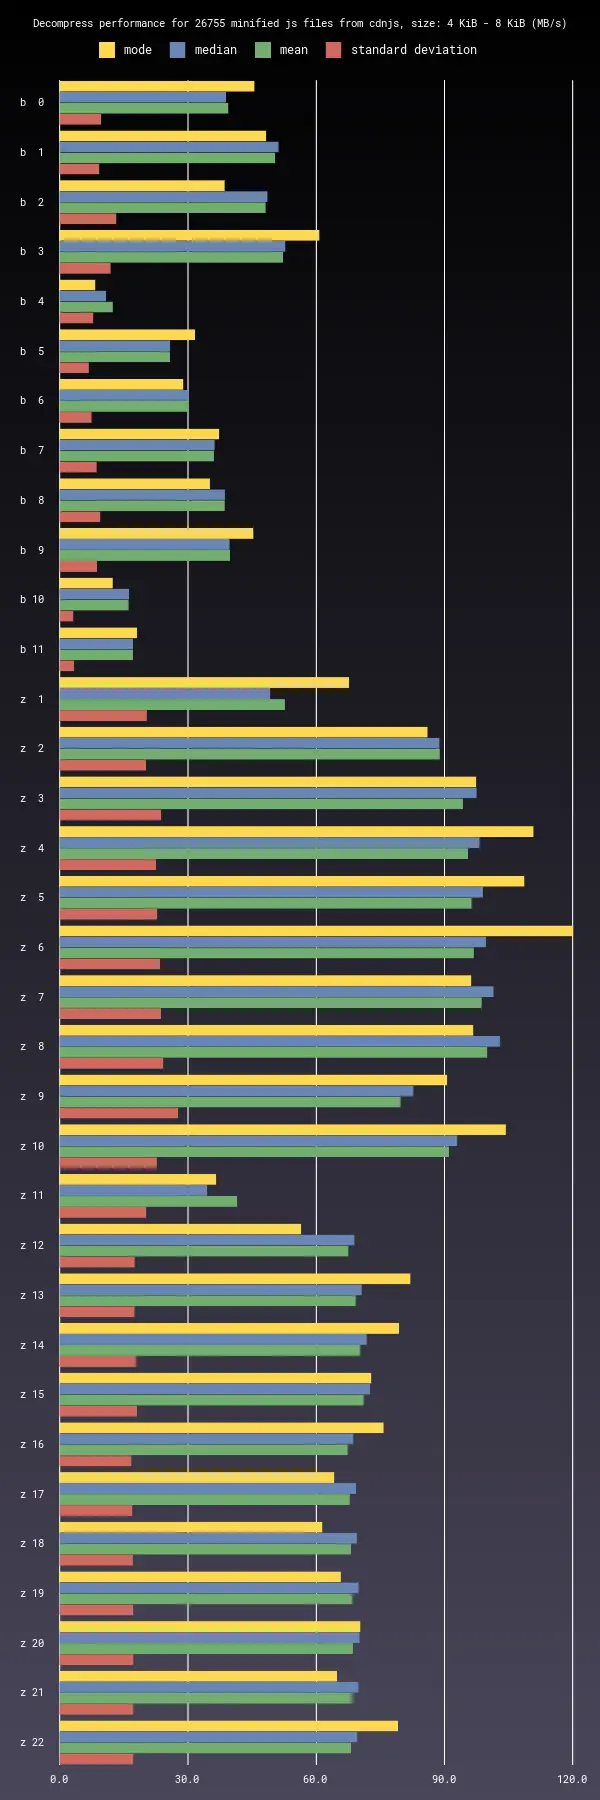 Decompress performance for 26755 minified js files from cdnjs, size: 4 KiB - 8 KiB (MB/s)
mode median mean standard deviation
b 0
b 1
b 2
b 3
b 4
b 5
b 6
b 7
b 8
b 9
b 10
b 11
z 1
z 2
z 3
z 4
z 5
z 6
z 7
z 8
z 9
z 10
z 11
z 12
z 13
z 14
z 15
z 16
z 17
z 18
z 19
z 20
z 21
z 22
0.0 30.0 60.0 90.0 120.0